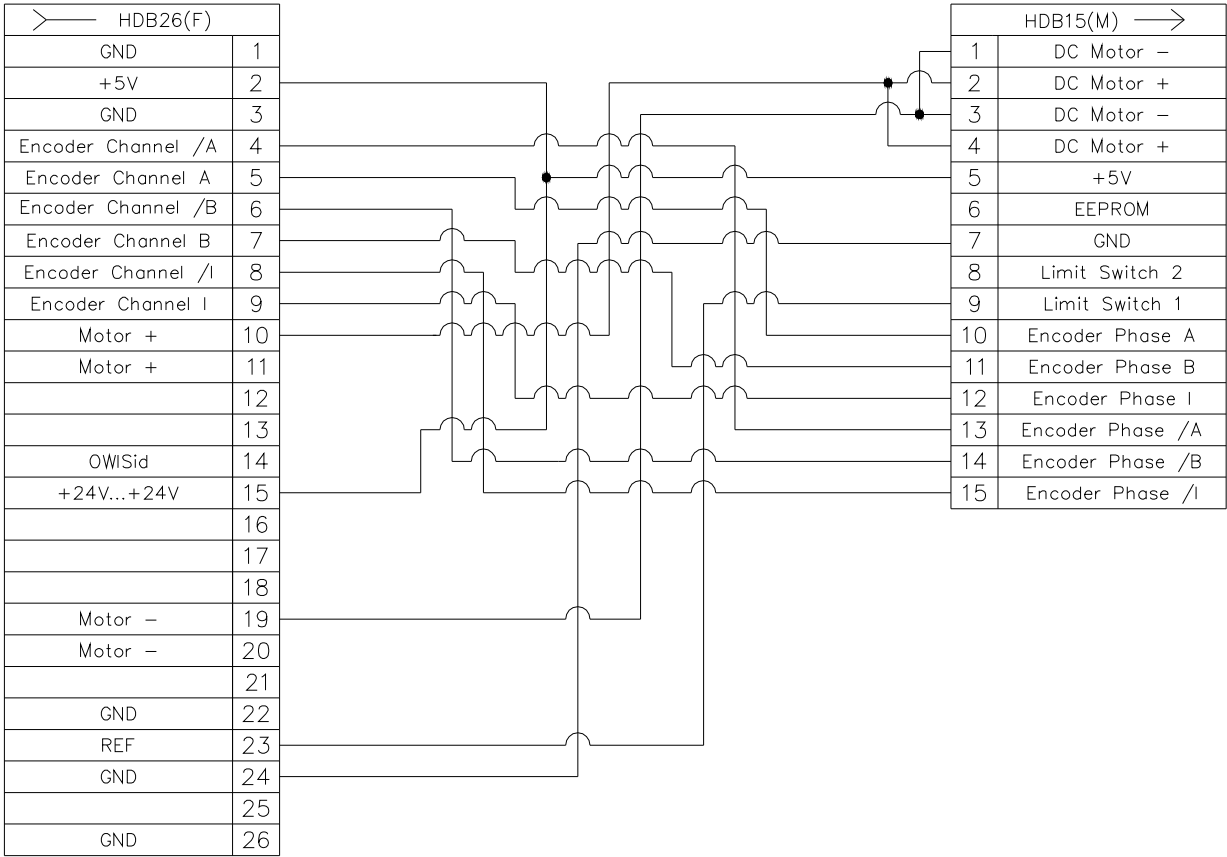 HDB26(F)
GND 1
+5V 2
GND 3
Encoder Channel /A 4
Encoder Channel A 5
Encoder Channel /B 6
Encoder Channel B 7
Encoder Channel /I 8
Encoder Channel I 9
Motor + 10
Motor + 11
12
13
OWISid 14
+24V...+24V 15
16
17
18
Motor - 19
Motor - 20
21
GND 22
REF 23
GND 24
25
GND 26
HDB15(M)
1 DC Motor -
2 DC Motor +
3 DC Motor -
4 DC Motor +
5 +5V
6 EEPROM
7 GND
8 Limit Switch 2
9 Limit Switch 1
10 Encoder Phase A
11 Encoder Phase B
12 Encoder Phase I
13 Encoder Phase /A
14 Encoder Phase /B
15 Encoder Phase /I